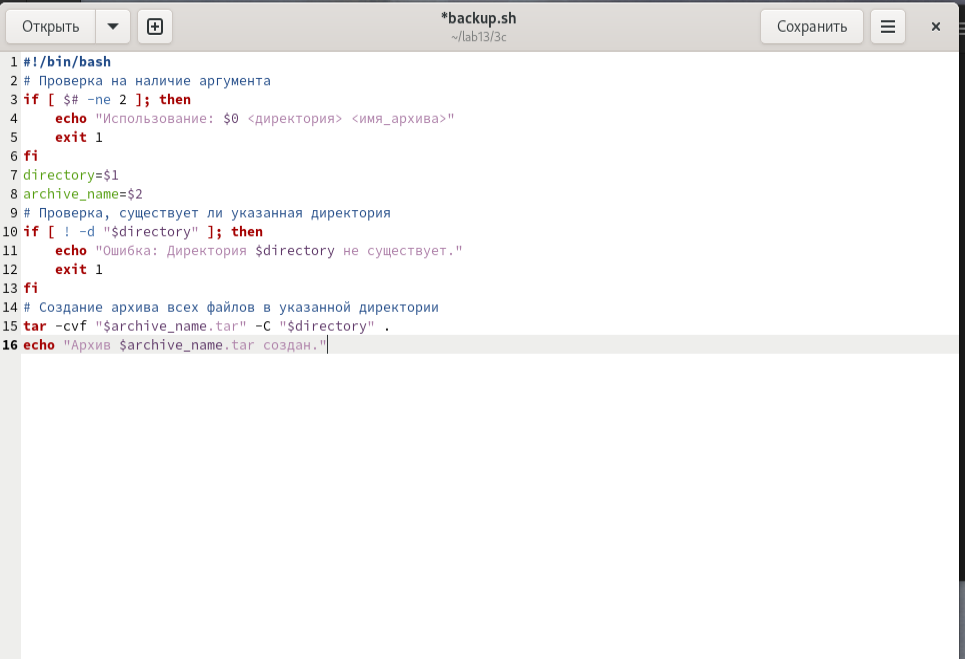 Открыть
*backup.sh
~/lab13/3c
Сохранить
1 #!/bin/bash
2 # Проверка на наличие аргумента
3 if [ $# -ne 2 ]; then
4     echo "Использование: $0 <директория> <имя_архива>"
5     exit 1
6 fi
7 directory=$1
8 archive_name=$2
9 # Проверка, существует ли указанная директория
10 if [ ! -d "$directory" ]; then
11     echo "Ошибка: Директория $directory не существует."
12     exit 1
13 fi
14 # Создание архива всех файлов в указанной директории
15 tar -cvf "$archive_name.tar" -C "$directory" .
16 echo "Архив $archive_name.tar создан."